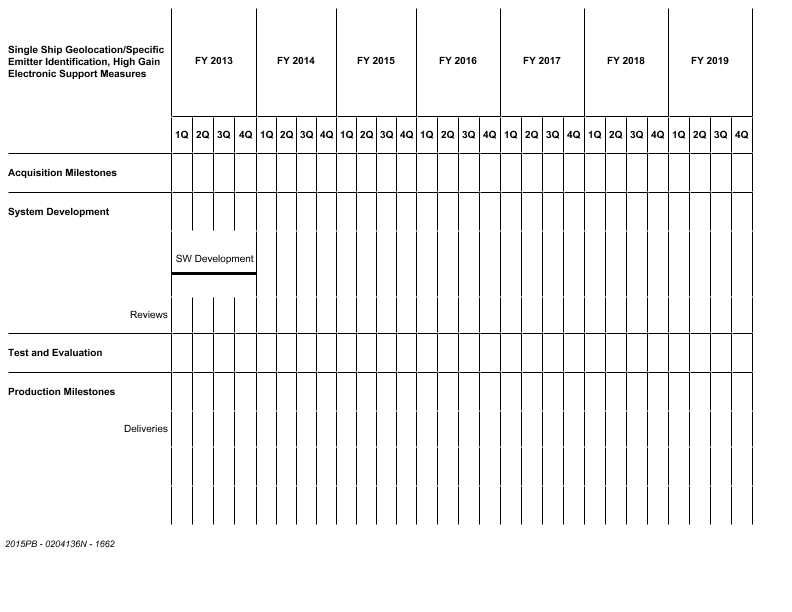 Single Ship Geolocation/Specific
Emitter Identification, High Gain
Electronic Support Measures
FY 2013 FY 2014 FY 2015 FY 2016 FY 2017 FY 2018 FY 2019
1Q 2Q 3Q 4Q 1Q 2Q 3Q 4Q 1Q 2Q 3Q 4Q 1Q 2Q 3Q 4Q 1Q 2Q 3Q 4Q 1Q 2Q 3Q 4Q 1Q 2Q 3Q 4Q
Acquisition Milestones
System Development
SW Development
Reviews
Test and Evaluation
Production Milestones
Deliveries
2015PB - 0204136N - 1662